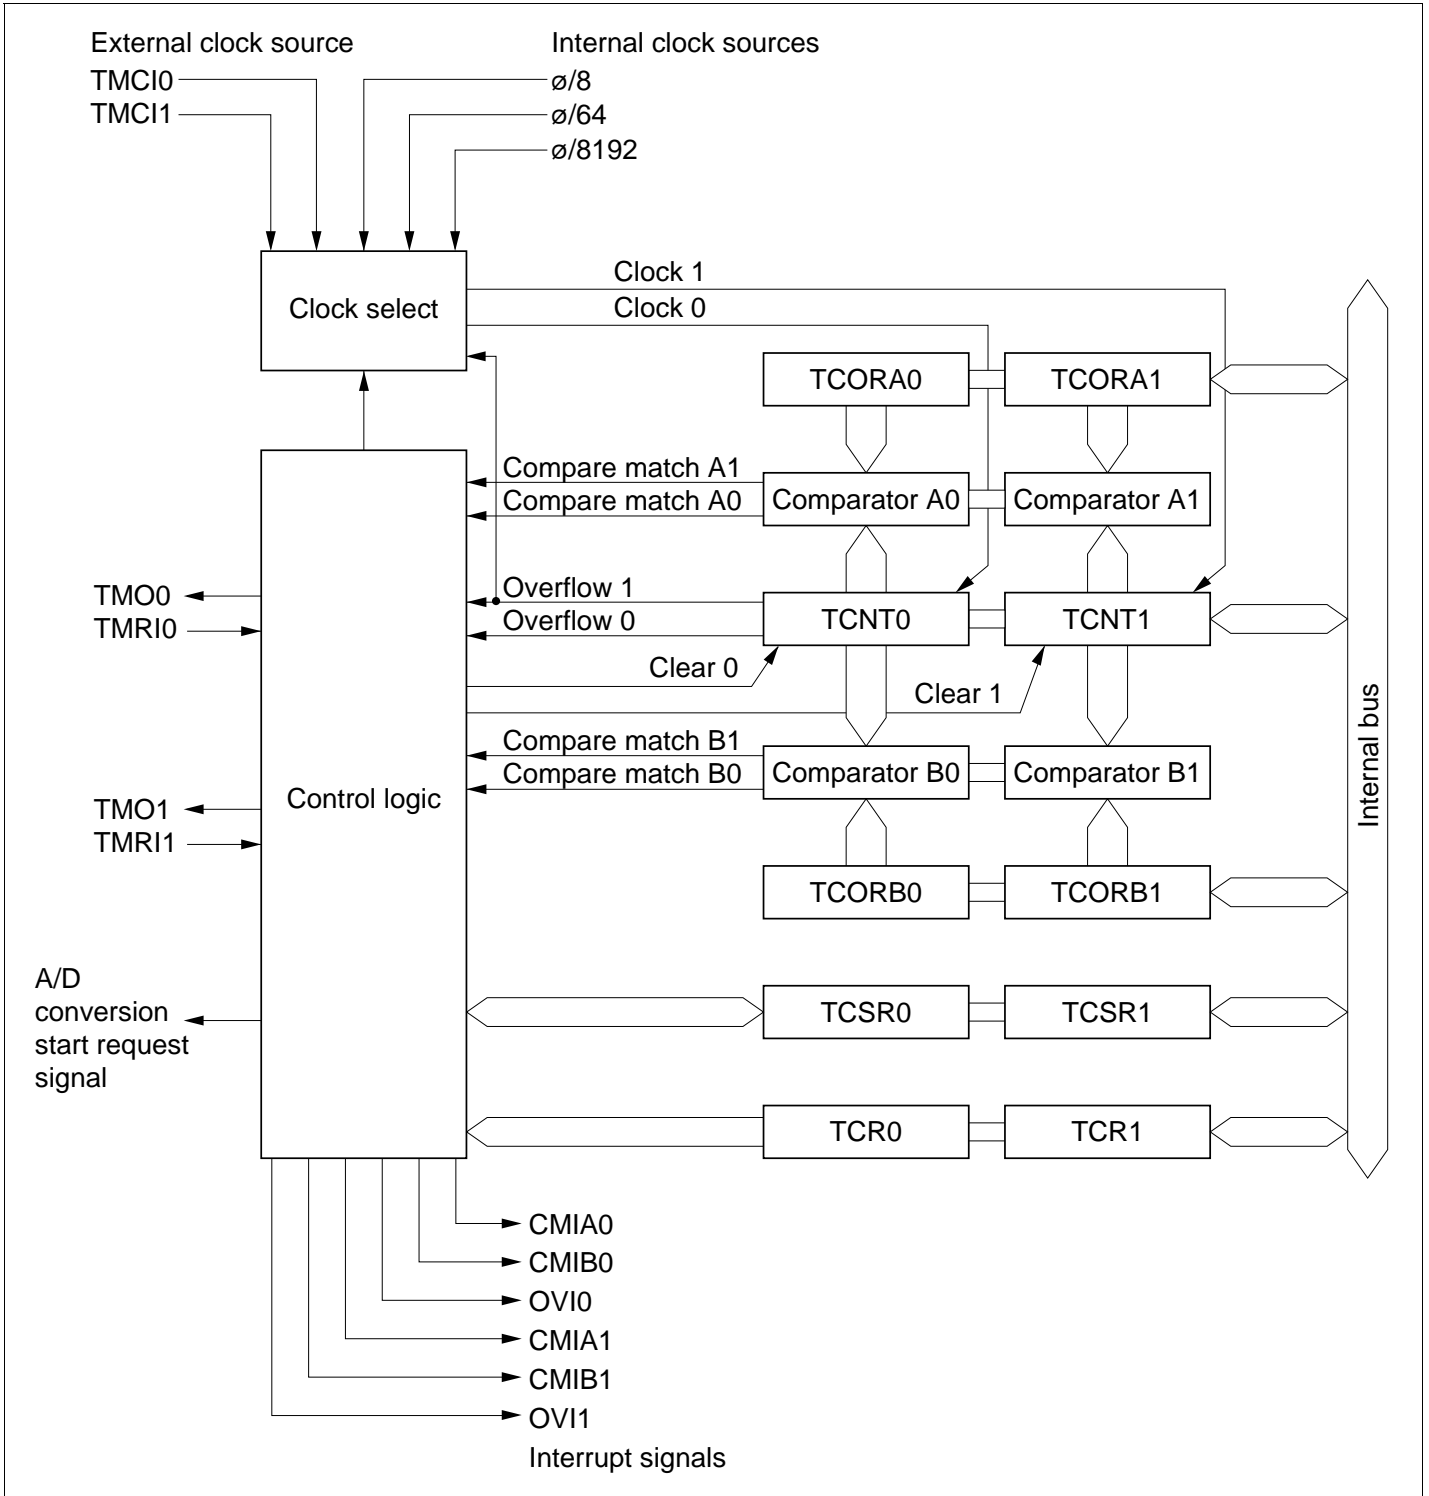 External clock source
Internal clock sources
TMCI0
ø/8
TMCI1
ø/64
ø/8192
Clock 1
Clock select
Clock 0
TCORA0
TCORA1
Compare match A1
Compare match A0
Comparator A0
Comparator A1
TMO0
TMRI0
Overflow 1
Overflow 0
TCNT0
TCNT1
Clear 0
Clear 1
Internal bus
Compare match B1
Compare match B0
Comparator B0
Comparator B1
Control logic
TMO1
TMRI1
TCORB0
TCORB1
A/D
conversion
start request
signal
TCSR0
TCSR1
TCR0
TCR1
CMIA0
CMIB0
OVI0
CMIA1
CMIB1
OVI1
Interrupt signals